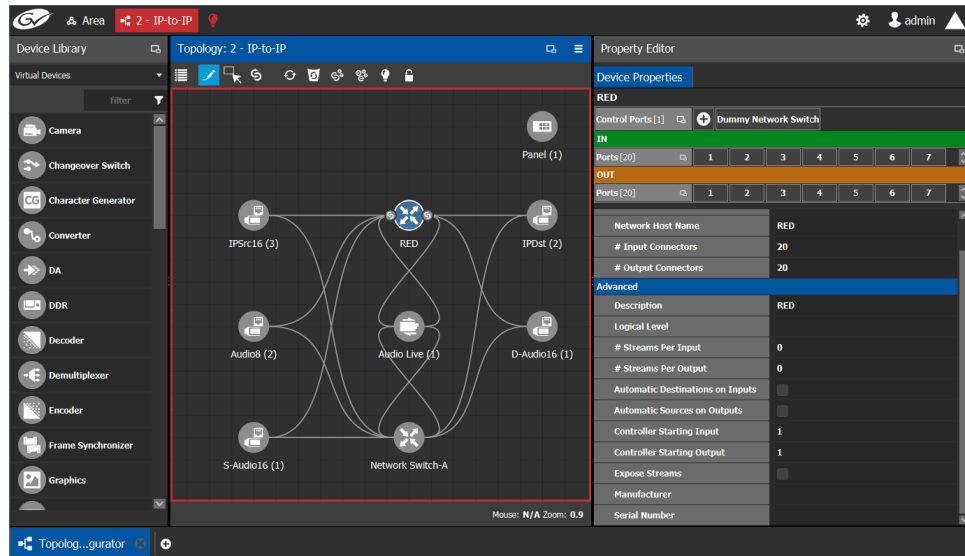 GV
Area
2 - IP-to-IP
admin
Device Library
Virtual Devices
filter
Camera
Changeover Switch
CG
Character Generator
Converter
DA
DDR
Decoder
Demultiplexer
Encoder
Frame Synchronizer
Graphics
Topology: 2 - IP-to-IP
Panel (1)
IPSrc16 (3)
RED
IPDst (2)
Audio8 (2)
Audio Live (1)
D-Audio16 (1)
S-Audio16 (1)
Network Switch-A
Mouse: N/A Zoom: 0.9
Property Editor
Device Properties
RED
Control Ports [1] Dummy Network Switch
IN
Ports [20] 1 2 3 4 5 6 7
OUT
Ports [20] 1 2 3 4 5 6 7
Network Host Name RED
# Input Connectors 20
# Output Connectors 20
Advanced
Description RED
Logical Level
# Streams Per Input 0
# Streams Per Output 0
Automatic Destinations on Inputs
Automatic Sources on Outputs
Controller Starting Input 1
Controller Starting Output 1
Expose Streams
Manufacturer
Serial Number
Topolog...gurator